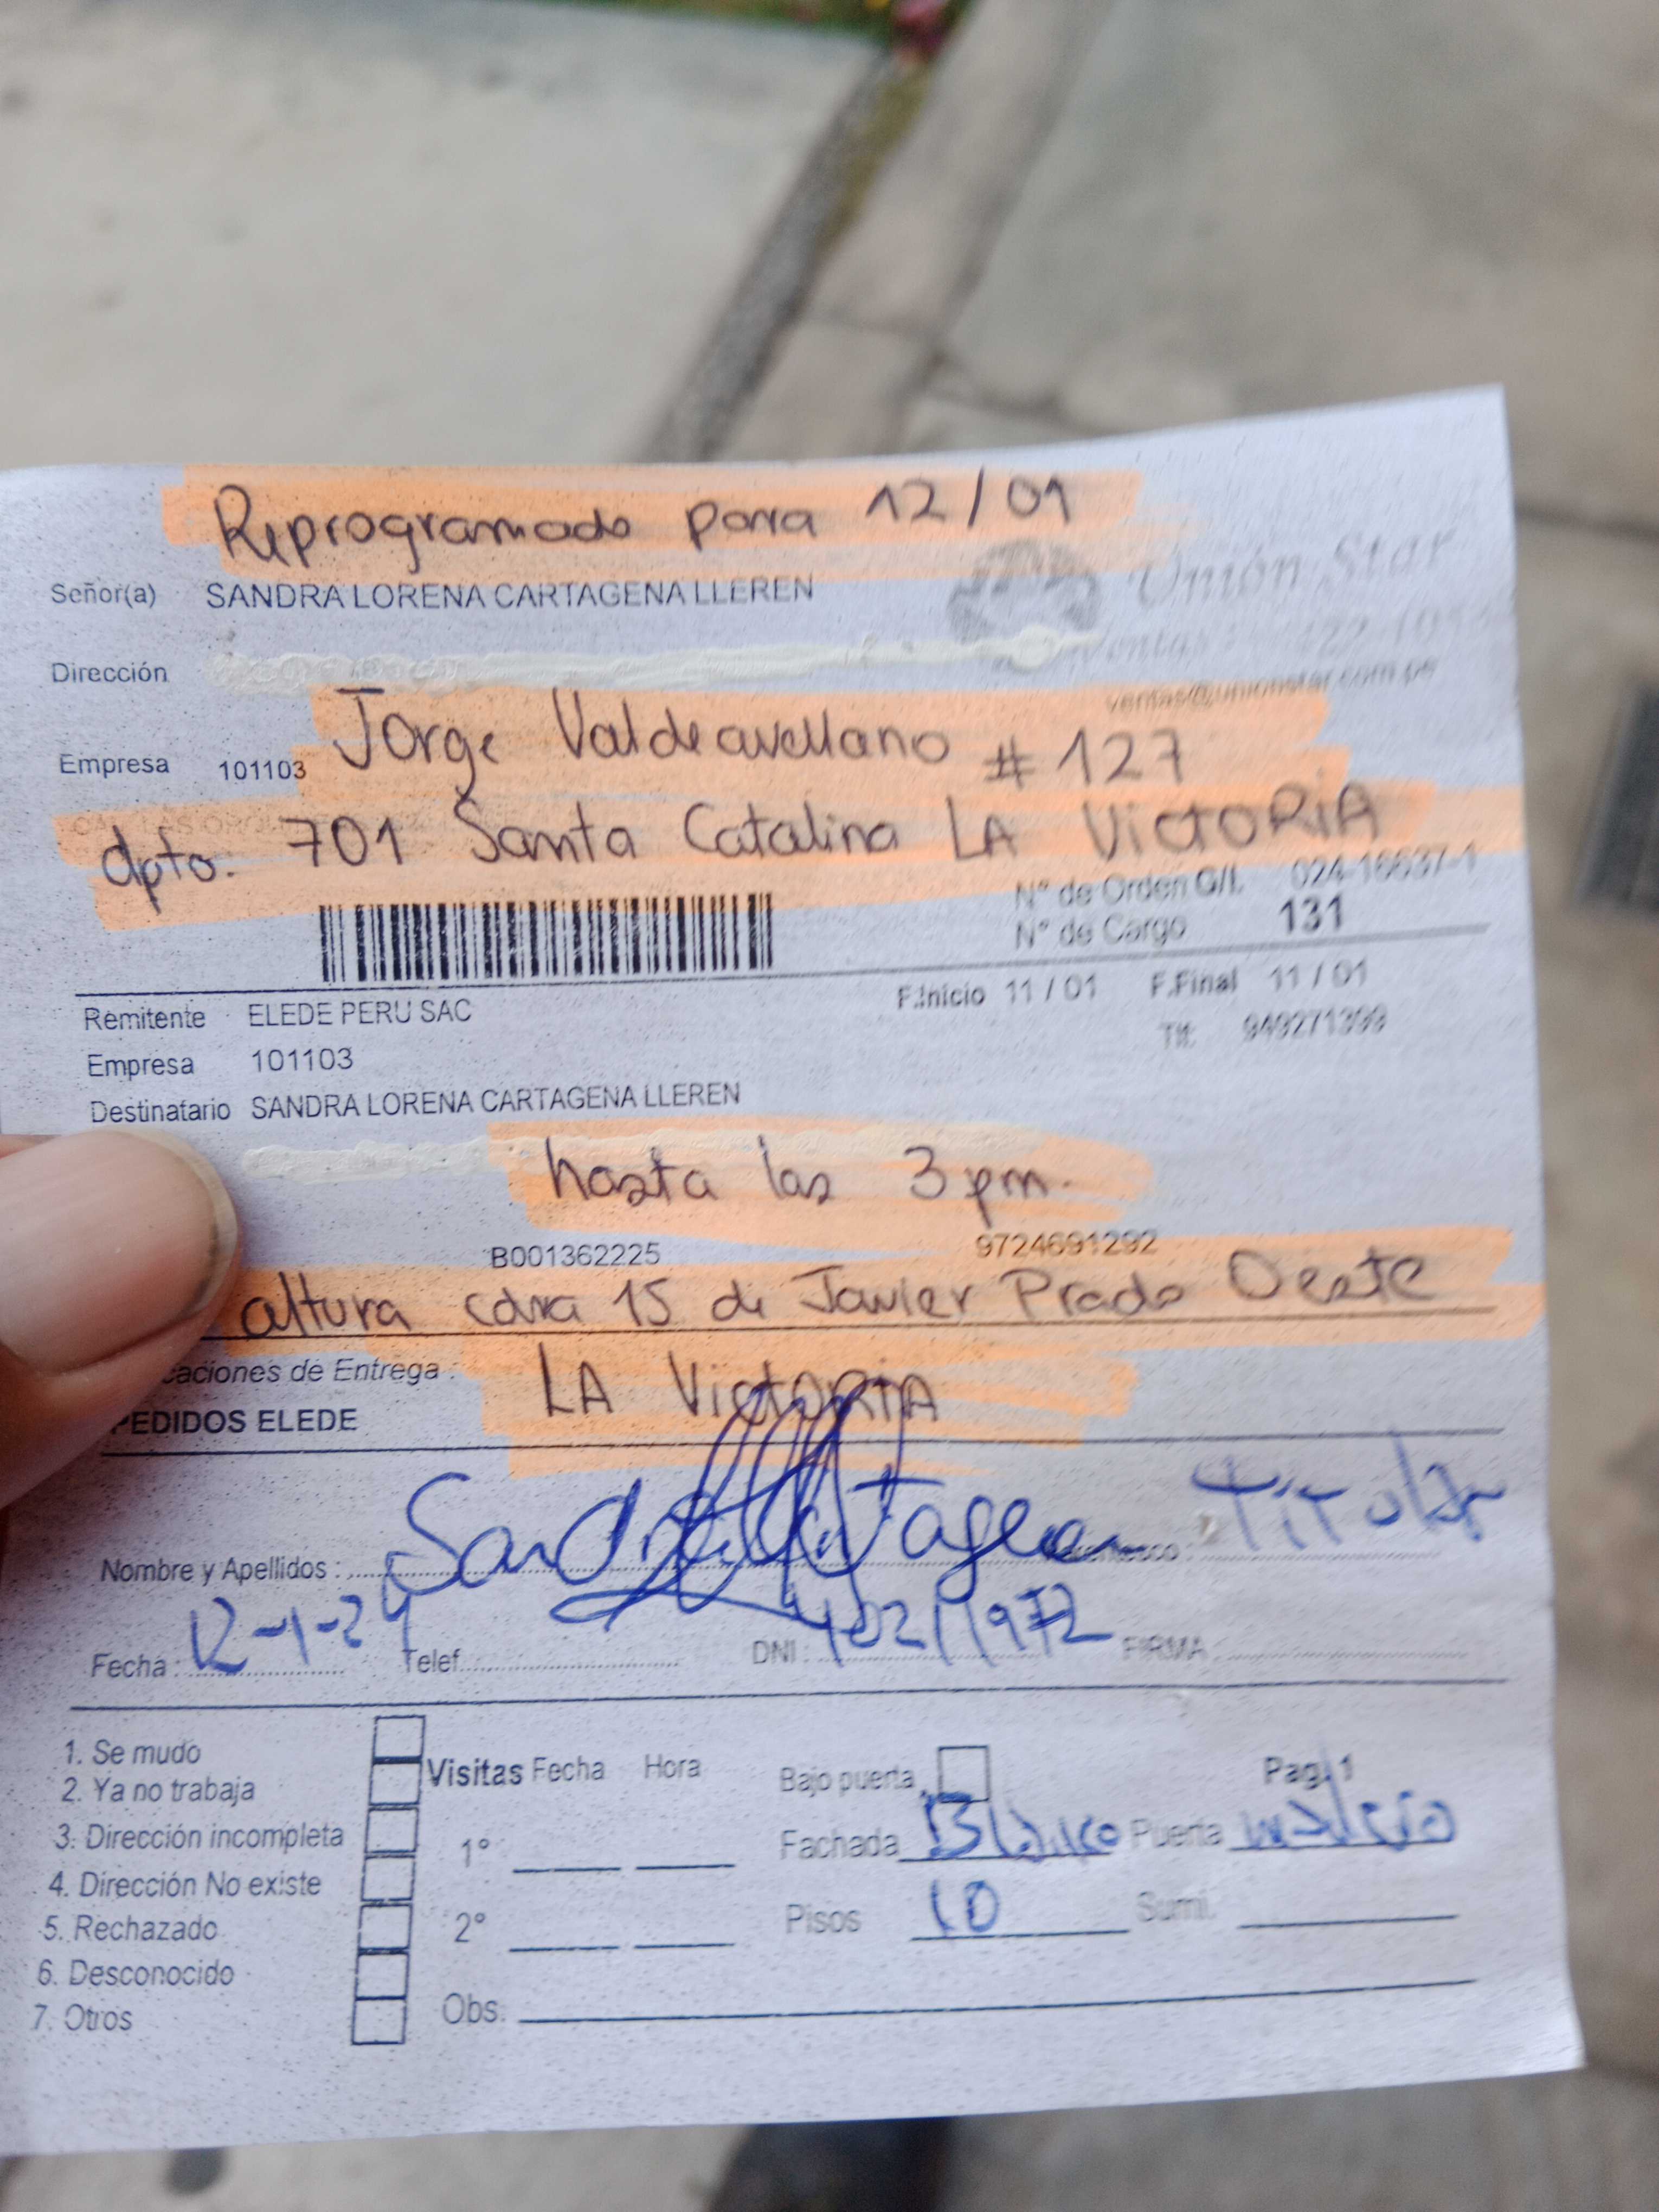 Reprogramado para 12/01
Señor(a) SANDRA LORENA CARTAGENA LLEREN
Unión Star
Ventas
Dirección
ventas@unionstar.com.pe
Empresa 101103 Jorge Valdeavellano # 127
dpto. 701 Santa Catalina LA VICTORIA
N° de Orden G/L 024-16637-1
N° de Cargo 131
F.Inicio 11 / 01 F.Final 11 / 01
Remitente ELEDE PERU SAC
Tlf. 949271399
Empresa 101103
Destinatario SANDRA LORENA CARTAGENA LLEREN
hasta las 3 pm.
B001362225 9724691292
altura cdra 15 de Javier Prado Oeste
caciones de Entrega : LA VICTORIA
PEDIDOS ELEDE
Nombre y Apellidos : Sandra Cartagena Titular
Fecha : 12-1-24 Telef. DNI : FIRMA :
1. Se mudo
2. Ya no trabaja
3. Dirección incompleta
4. Dirección No existe
5. Rechazado
6. Desconocido
7. Otros
Visitas Fecha Hora
1°
2°
Obs.
Bajo puerta Pag. 1
Fachada Blanco Puerta
Pisos 10 Sumi.